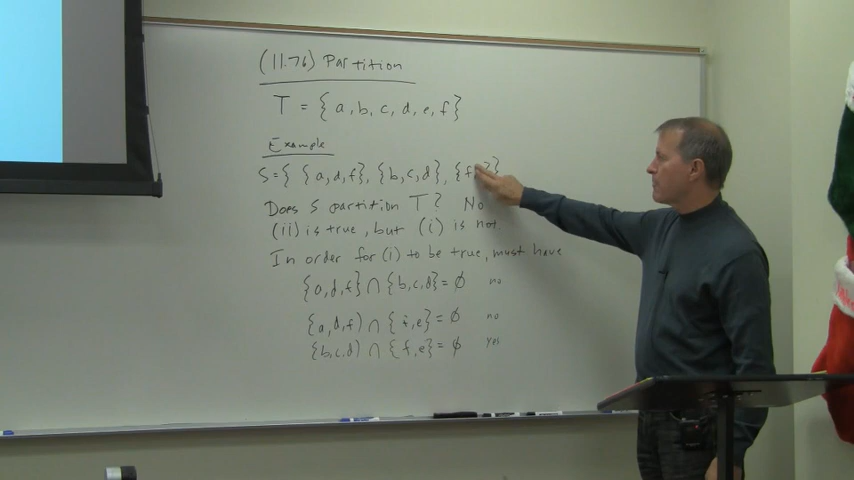 (11.76) Partition
T = { a, b, c, d, e, f }
Example
S = { {a, d, f}, {b, c, d}, {f, }}
Does S partition T? No
(ii) is true, but (i) is not.
In order for (i) to be true, must have
{a, d, f} ∩ {b, c, d} = ∅ no
{a, d, f} ∩ {f, e} = ∅ no
{b, c, d} ∩ {f, e} = ∅ yes